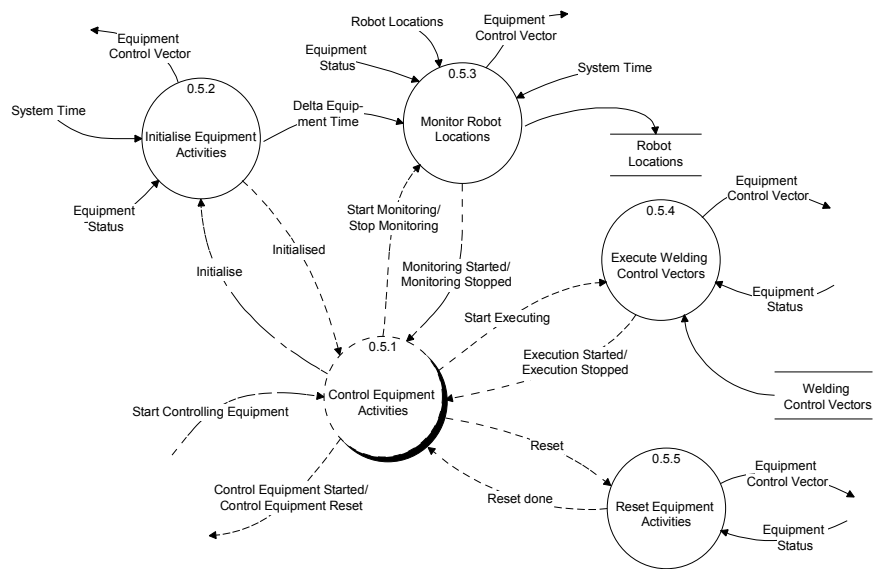 Equipment
Control Vector
0.5.2
System Time
Initialise Equipment
Activities
Equipment
Status
Robot Locations
Equipment
Status
Equipment
Control Vector
0.5.3
System Time
Delta Equip-
ment Time
Monitor Robot
Locations
Robot
Locations
Start Monitoring/
Stop Monitoring
Initialised
Initialise
Monitoring Started/
Monitoring Stopped
Equipment
Control Vector
0.5.4
Execute Welding
Control Vectors
Equipment
Status
Start Executing
Execution Started/
Execution Stopped
Welding
Control Vectors
0.5.1
Control Equipment
Activities
Start Controlling Equipment
Control Equipment Started/
Control Equipment Reset
Reset
Reset done
0.5.5
Reset Equipment
Activities
Equipment
Control Vector
Equipment
Status